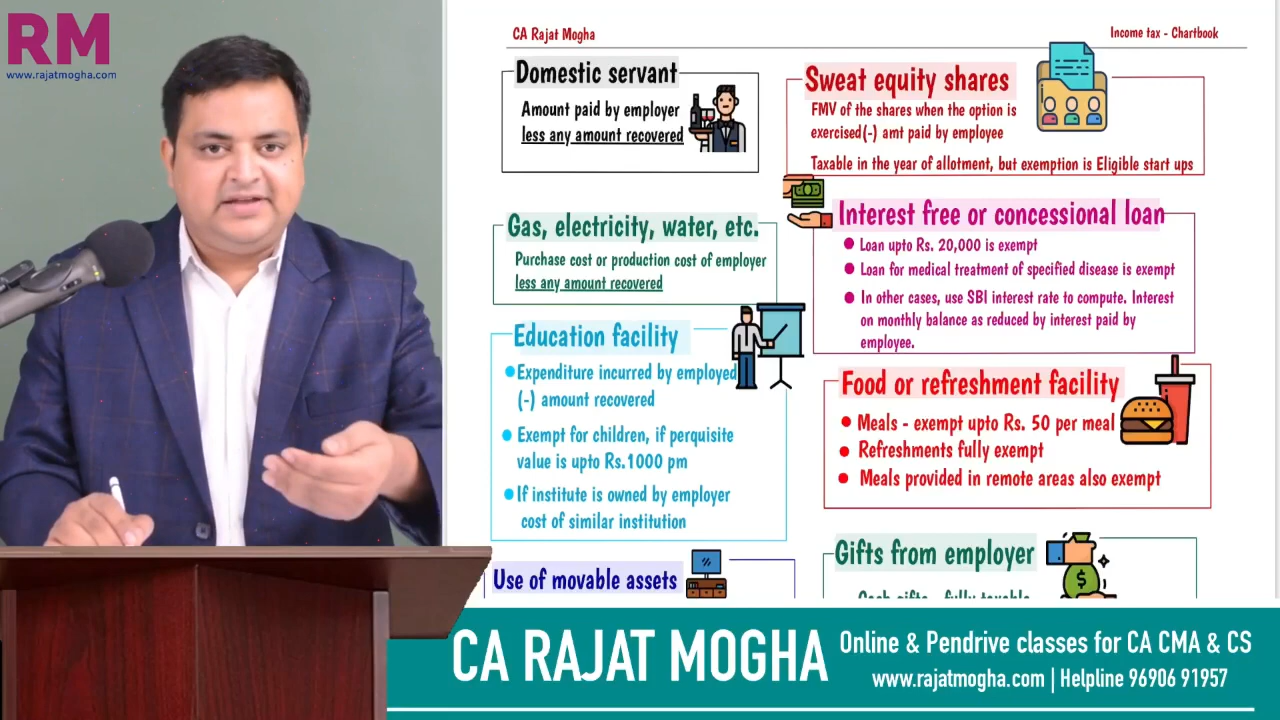 RM
www.rajatmogha.com
CA Rajat Mogha
Income tax - Chartbook
Domestic servant
Amount paid by employer
less any amount recovered
Sweat equity shares
FMV of the shares when the option is
exercised(-) amt paid by employee
Taxable in the year of allotment, but exemption is Eligible start ups
Gas, electricity, water, etc.
Purchase cost or production cost of employer
less any amount recovered
Interest free or concessional loan
Loan upto Rs. 20,000 is exempt
Loan for medical treatment of specified disease is exempt
In other cases, use SBI interest rate to compute. Interest
on monthly balance as reduced by interest paid by
employee.
Education facility
Expenditure incurred by employed
(-) amount recovered
Exempt for children, if perquisite
value is upto Rs.1000 pm
If institute is owned by employer
cost of similar institution
Food or refreshment facility
Meals - exempt upto Rs. 50 per meal
Refreshments fully exempt
Meals provided in remote areas also exempt
Use of movable assets
Gifts from employer
Cash gifts - fully taxable
CA RAJAT MOGHA
Online & Pendrive classes for CA CMA & CS
www.rajatmogha.com | Helpline 96906 91957